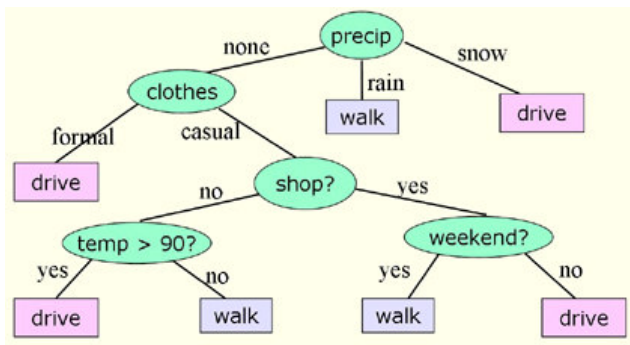 precip
none
snow
clothes
rain
walk
drive
formal
casual
drive
shop?
no
yes
temp > 90?
weekend?
yes
no
yes
no
drive
walk
walk
drive